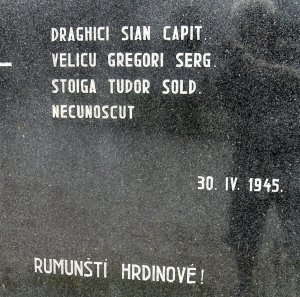 DRAGHICI SIAN CAPIT.
VELICU GREGORI SERG.
STOIGA TUDOR SOLD.
NECUNOSCUT
30. IV. 1945.
RUMUNŠTÍ HRDINOVÉ!